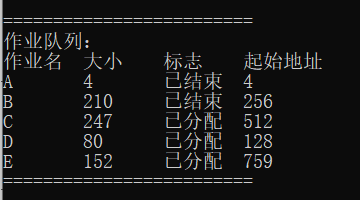 =========================
作业队列：
作业名 大小 标志 起始地址
A 4 已结束 4
B 210 已结束 256
C 247 已分配 512
D 80 已分配 128
E 152 已分配 759
=========================